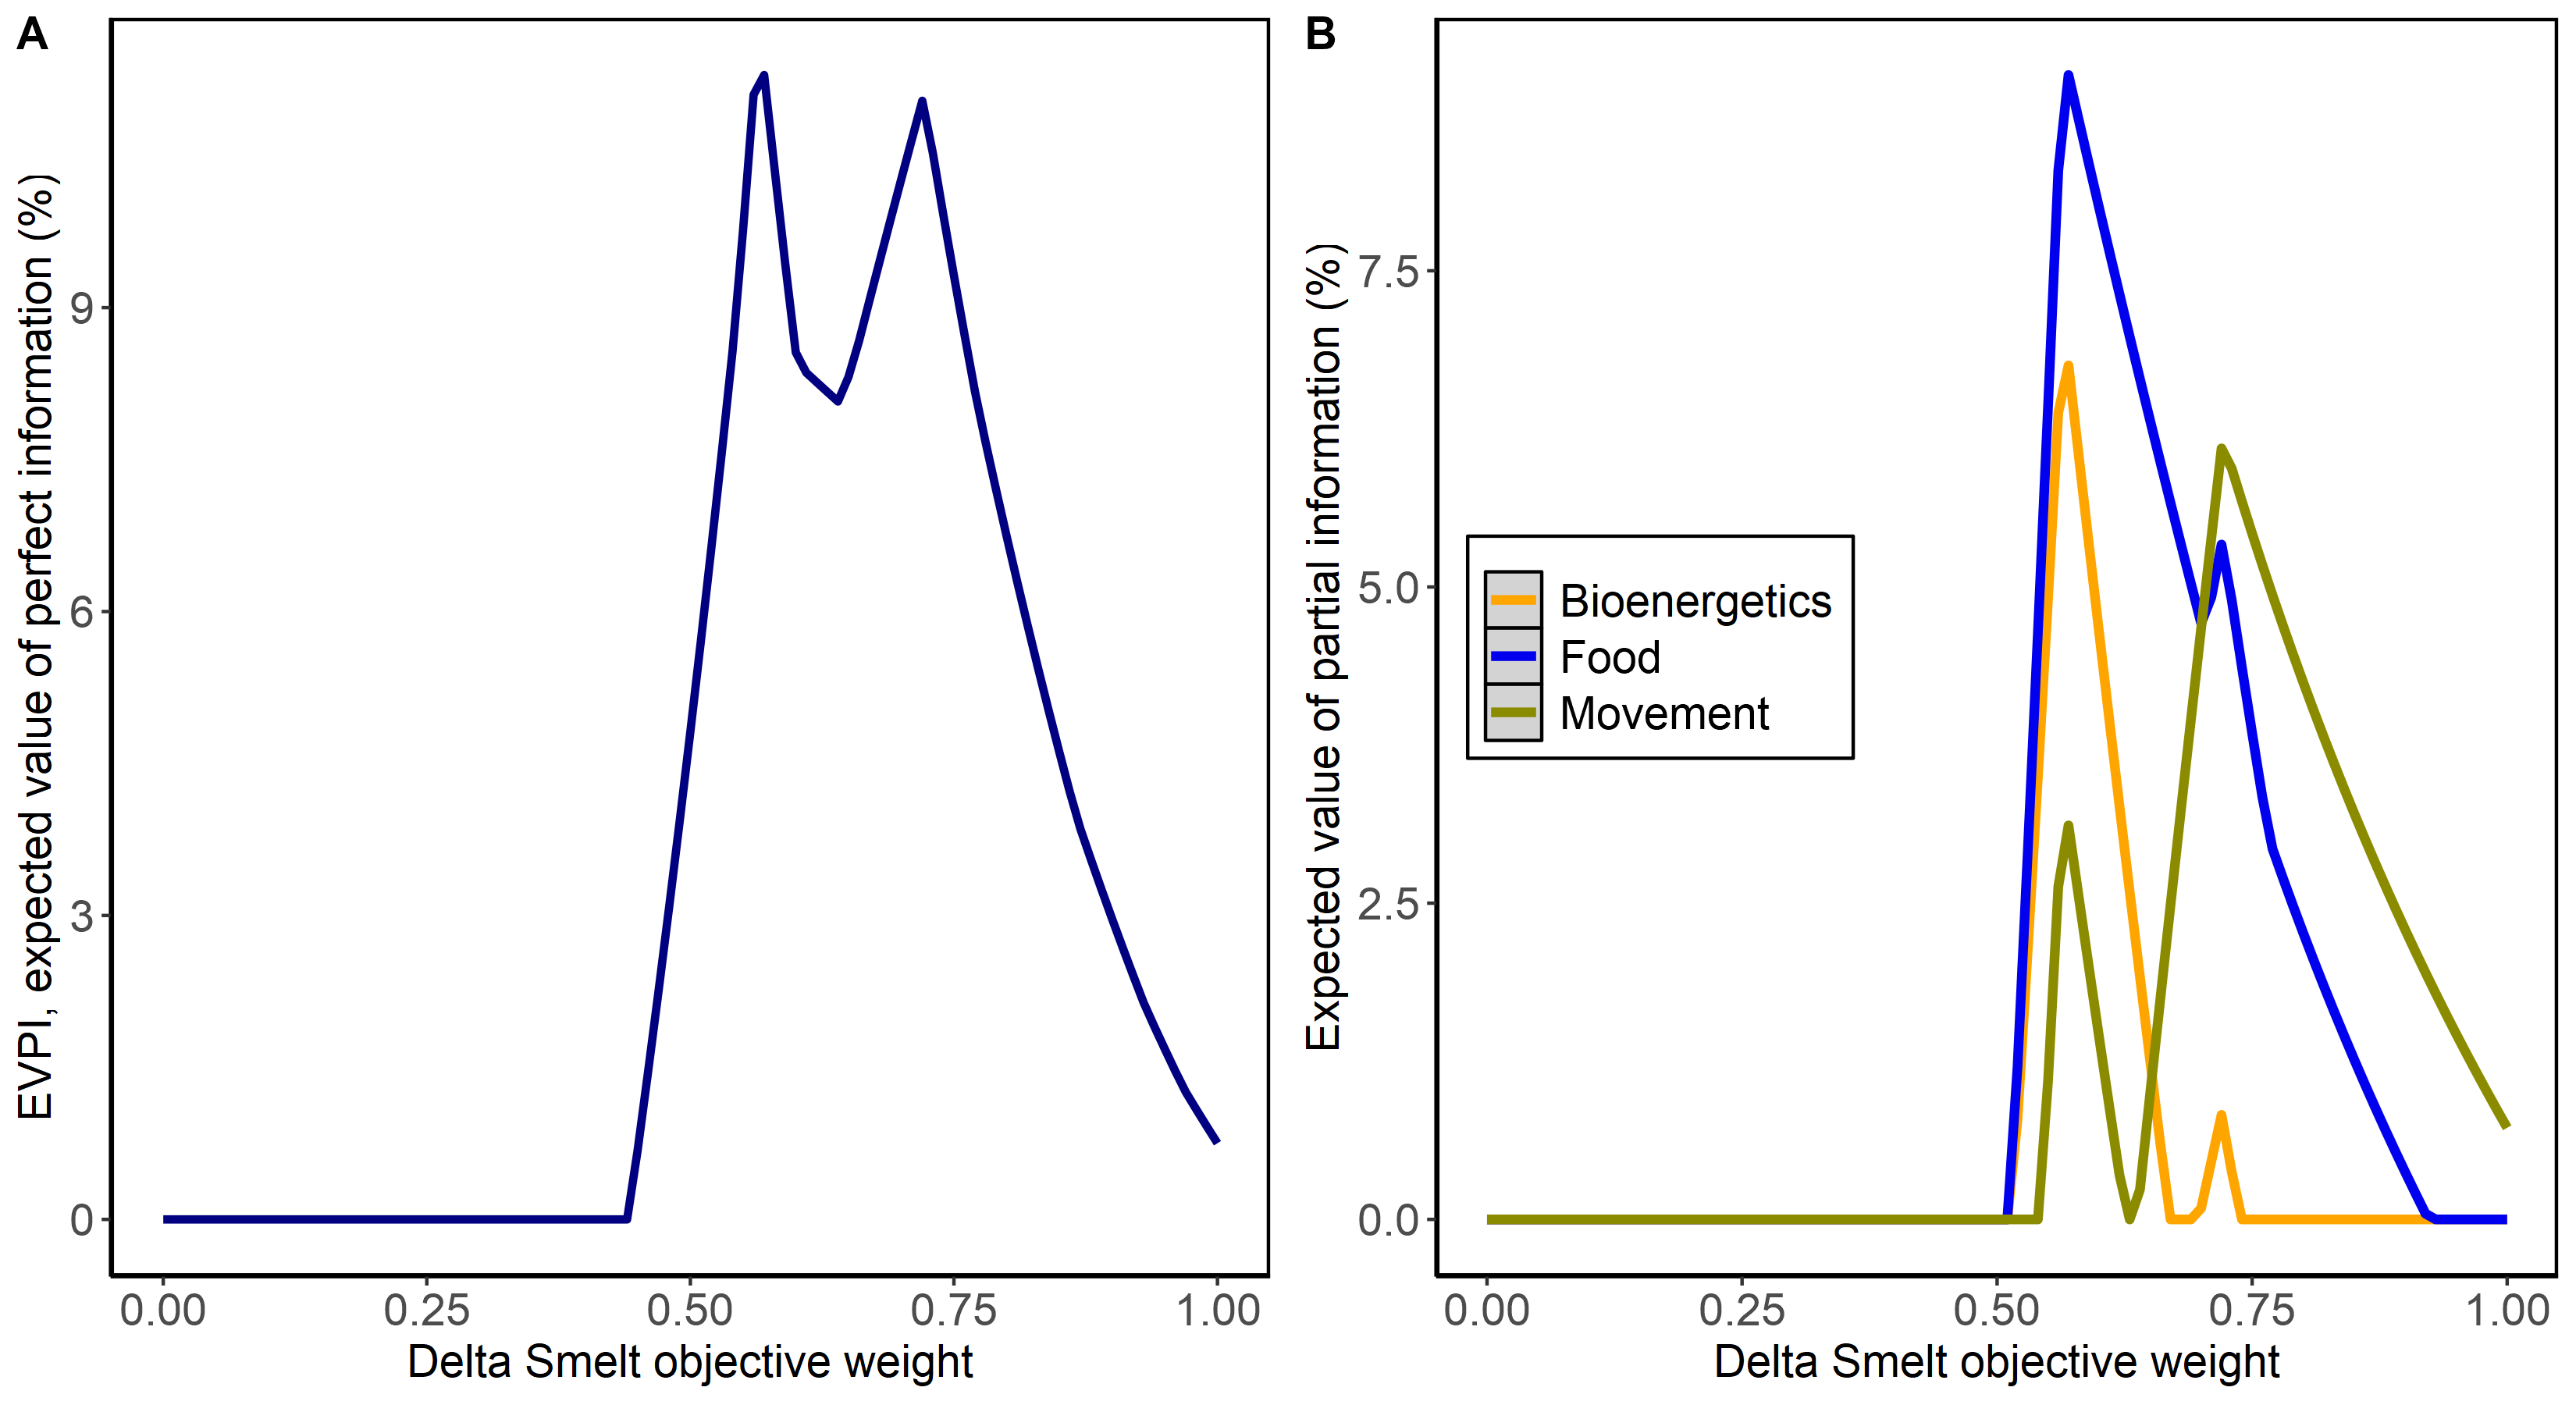 A
EVPI, expected value of perfect information (%)
9
6
3
0
0.00 0.25 0.50 0.75 1.00
Delta Smelt objective weight
B
Expected value of partial information (%)
7.5
5.0
2.5
0.0
Bioenergetics
Food
Movement
0.00 0.25 0.50 0.75 1.00
Delta Smelt objective weight